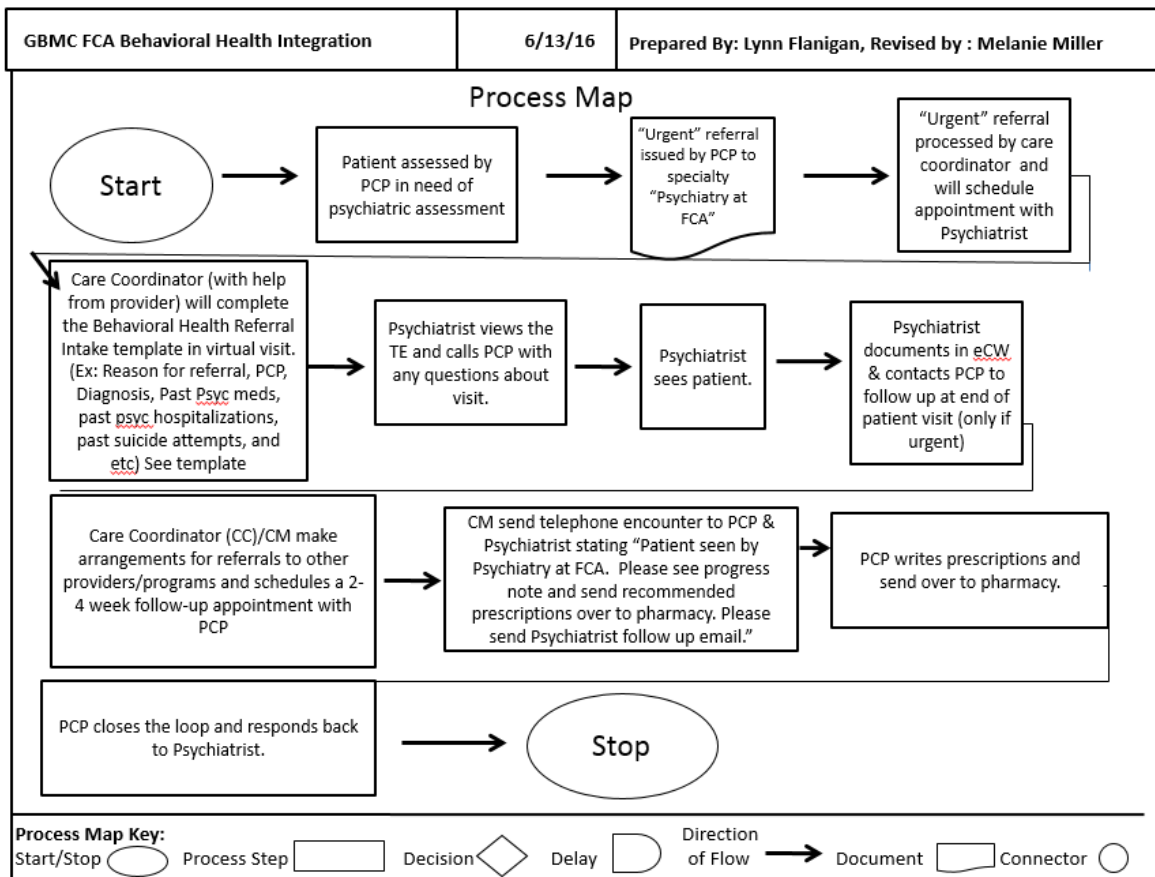 GBMC FCA Behavioral Health Integration
6/13/16
Prepared By: Lynn Flanigan, Revised by : Melanie Miller
Process Map
Start
Patient assessed by
PCP in need of
psychiatric assessment
“Urgent” referral
issued by PCP to
specialty
“Psychiatry at
FCA”
“Urgent” referral
processed by care
coordinator and
will schedule
appointment with
Psychiatrist
Care Coordinator (with help
from provider) will complete
the Behavioral Health Referral
Intake template in virtual visit.
(Ex: Reason for referral, PCP,
Diagnosis, Past Psyc meds,
past psyc hospitalizations,
past suicide attempts, and
etc) See template
Psychiatrist views the
TE and calls PCP with
any questions about
visit.
Psychiatrist
sees patient.
Psychiatrist
documents in eCW
& contacts PCP to
follow up at end of
patient visit (only if
urgent)
Care Coordinator (CC)/CM make
arrangements for referrals to other
providers/programs and schedules a 2-
4 week follow-up appointment with
PCP
CM send telephone encounter to PCP &
Psychiatrist stating “Patient seen by
Psychiatry at FCA. Please see progress
note and send recommended
prescriptions over to pharmacy. Please
send Psychiatrist follow up email.”
PCP writes prescriptions and
send over to pharmacy.
PCP closes the loop and responds back
to Psychiatrist.
Stop
Process Map Key:
Start/Stop
Process Step
Decision
Delay
Direction
of Flow
Document
Connector